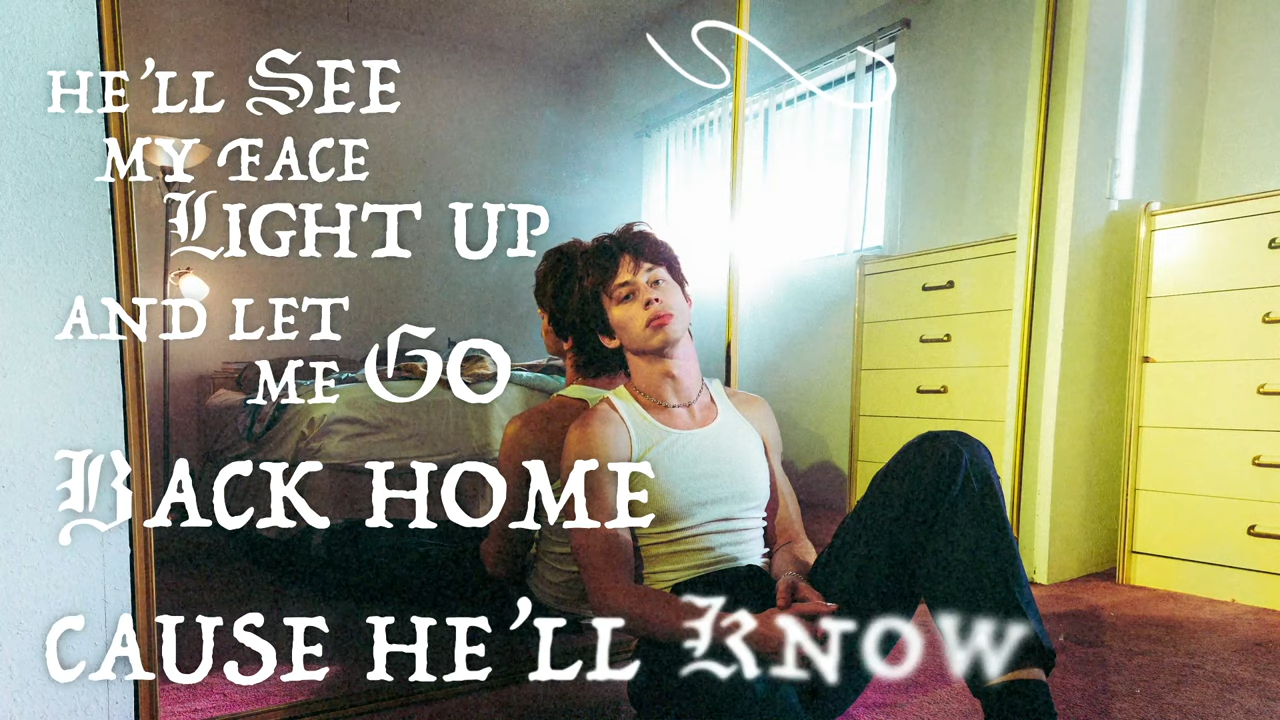 HE'LL SEE
MY FACE
LIGHT UP
AND LET
ME GO
BACK HOME
CAUSE HE'LL KNOW